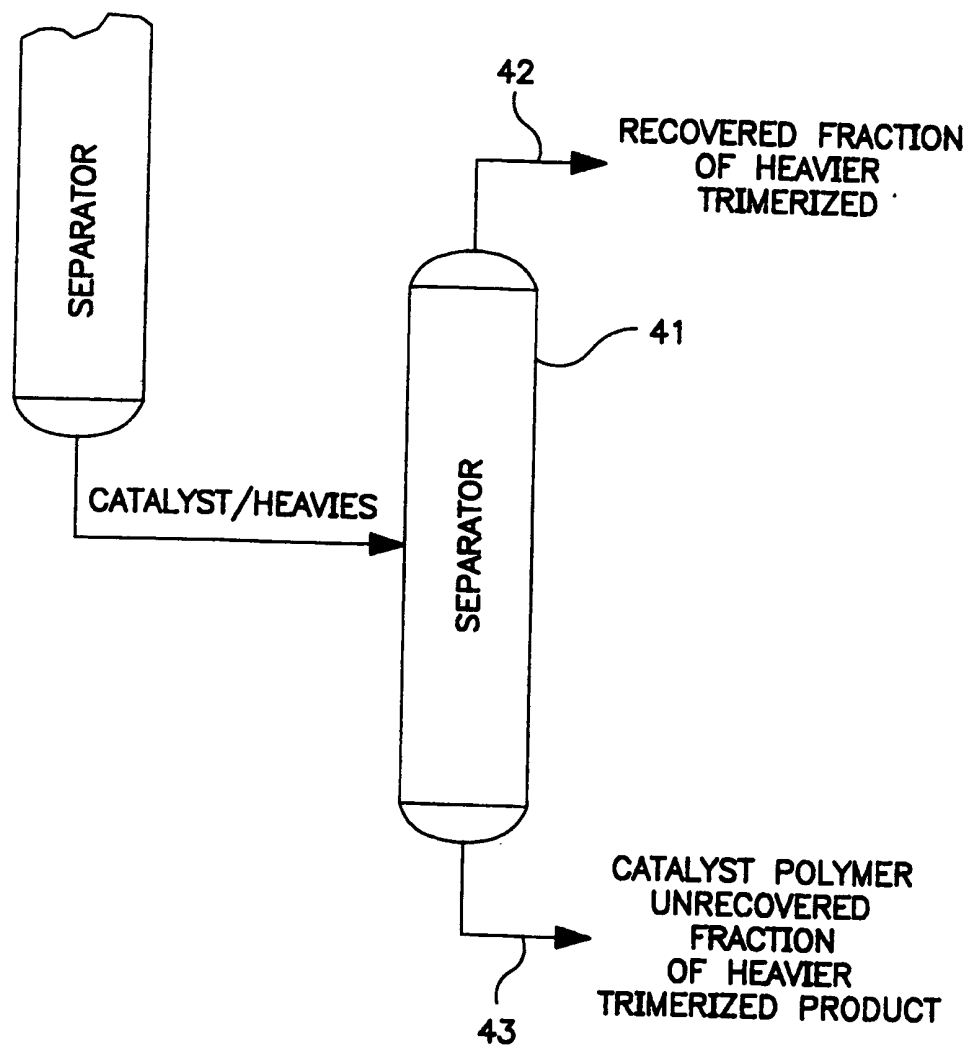 42
RECOVERED FRACTION
OF HEAVIER
TRIMERIZED
SEPARATOR
41
CATALYST/HEAVIES
SEPARATOR
CATALYST POLYMER
UNRECOVERED
FRACTION
OF HEAVIER
TRIMERIZED PRODUCT
43